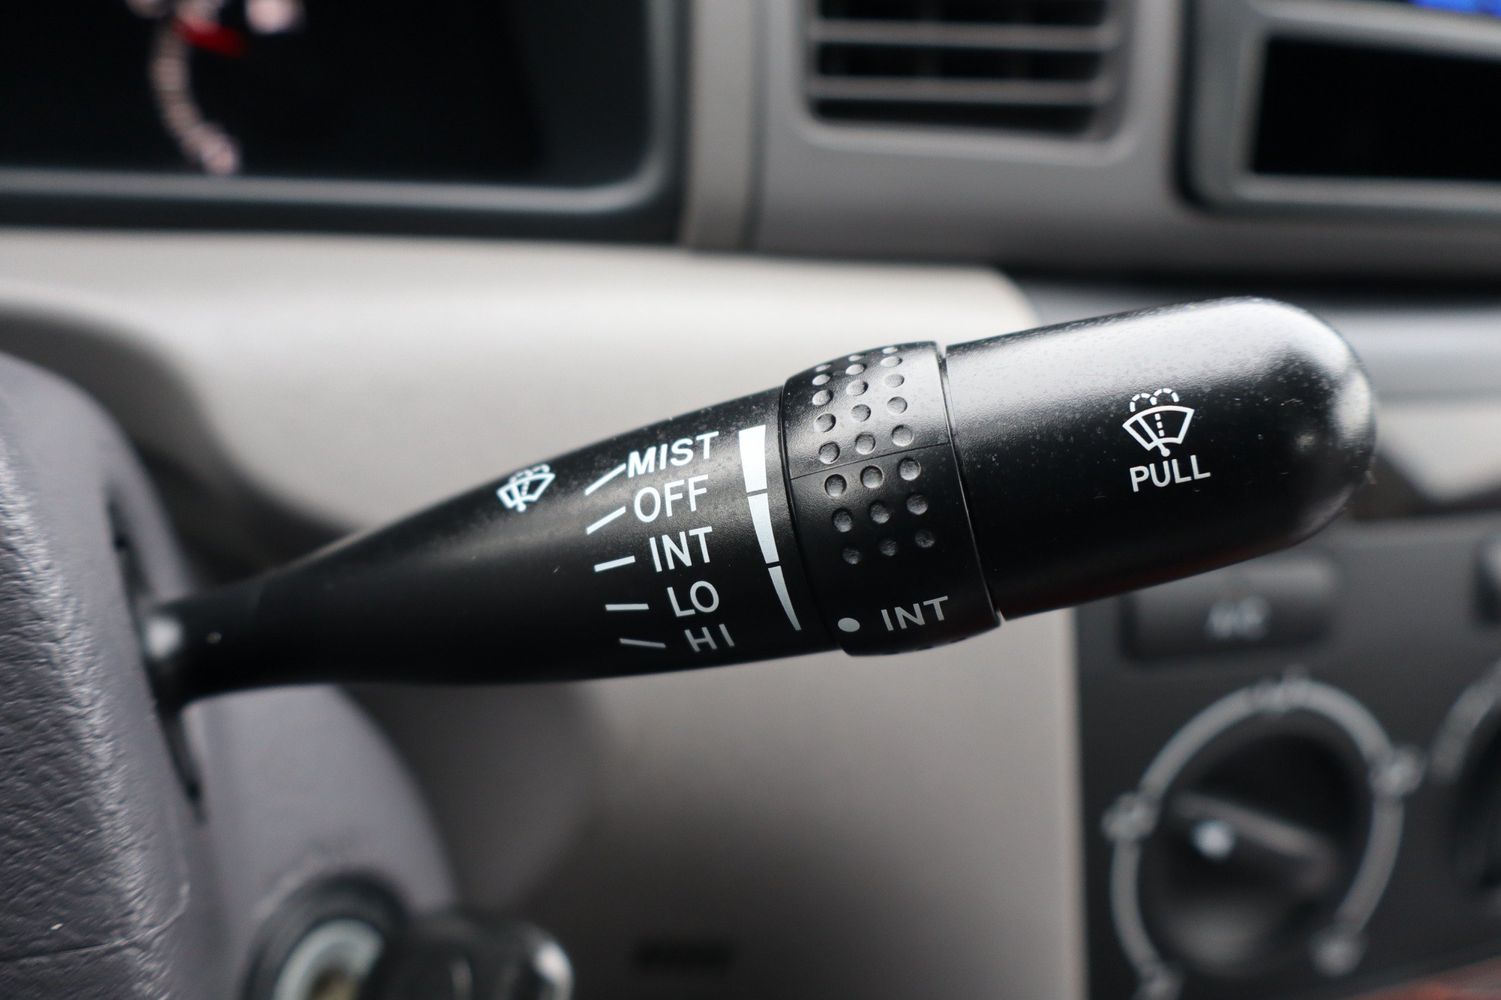 MIST
OFF
INT
LO
HI
INT
PULL